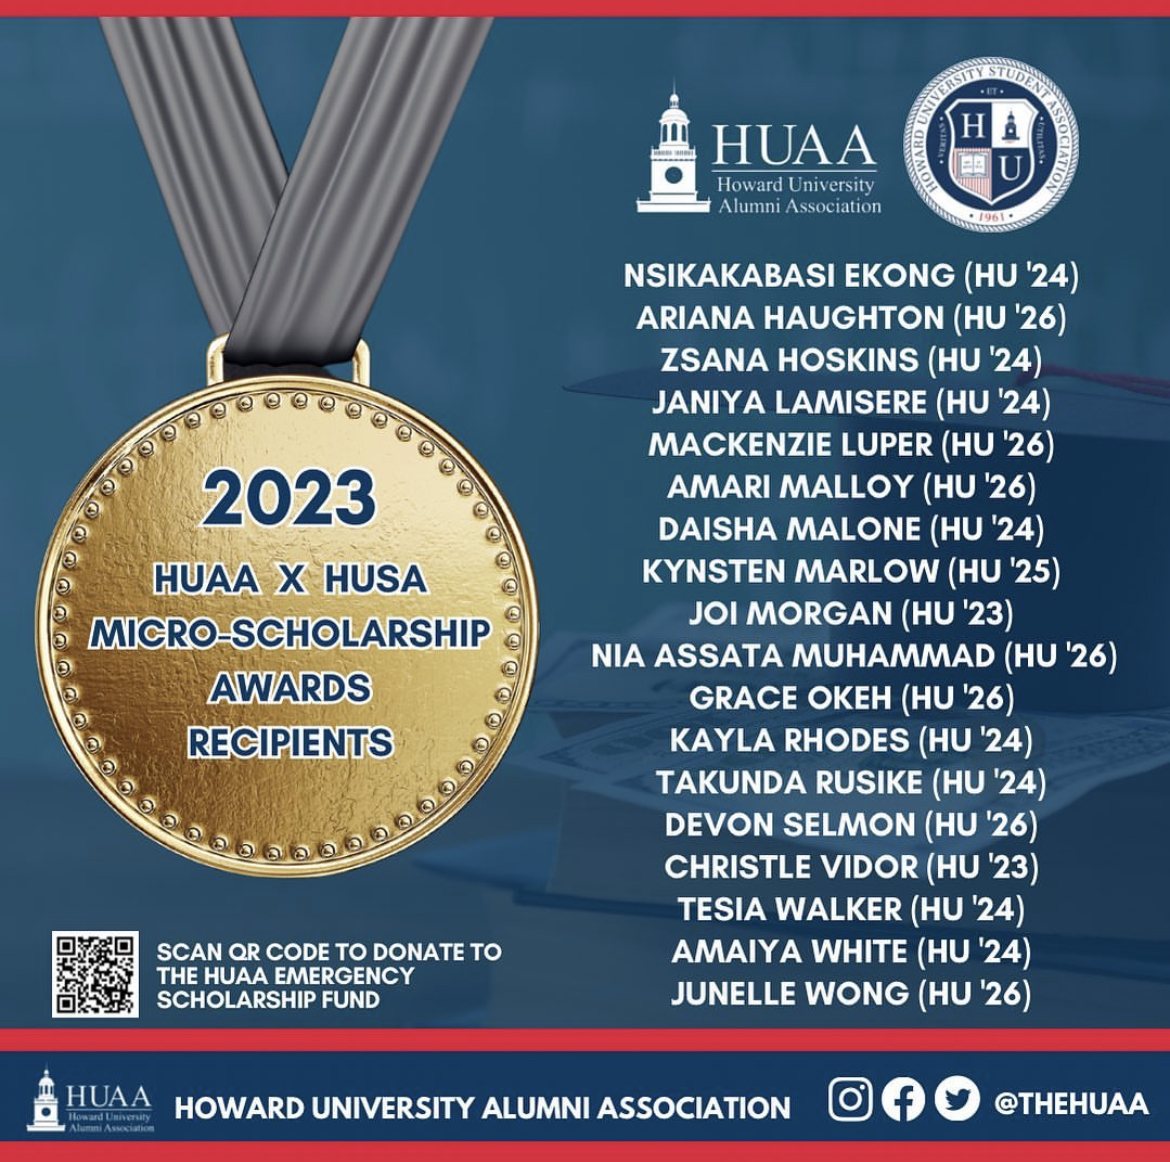 2023
HUAA X HUSA
MICRO-SCHOLARSHIP
AWARDS
RECIPIENTS
HUAA
Howard University
Alumni Association
HOWARD UNIVERSITY STUDENT ASSOCIATION
ET
VERITAS
UTILITAS
H
U
1961
NSIKAKABASI EKONG (HU '24)
ARIANA HAUGHTON (HU '26)
ZSANA HOSKINS (HU '24)
JANIYA LAMISERE (HU '24)
MACKENZIE LUPER (HU '26)
AMARI MALLOY (HU '26)
DAISHA MALONE (HU '24)
KYNSTEN MARLOW (HU '25)
JOI MORGAN (HU '23)
NIA ASSATA MUHAMMAD (HU '26)
GRACE OKEH (HU '26)
KAYLA RHODES (HU '24)
TAKUNDA RUSIKE (HU '24)
DEVON SELMON (HU '26)
CHRISTLE VIDOR (HU '23)
TESIA WALKER (HU '24)
AMAIYA WHITE (HU '24)
JUNELLE WONG (HU '26)
SCAN QR CODE TO DONATE TO
THE HUAA EMERGENCY
SCHOLARSHIP FUND
HUAA
Howard University
Alumni Association
HOWARD UNIVERSITY ALUMNI ASSOCIATION
@THEHUAA